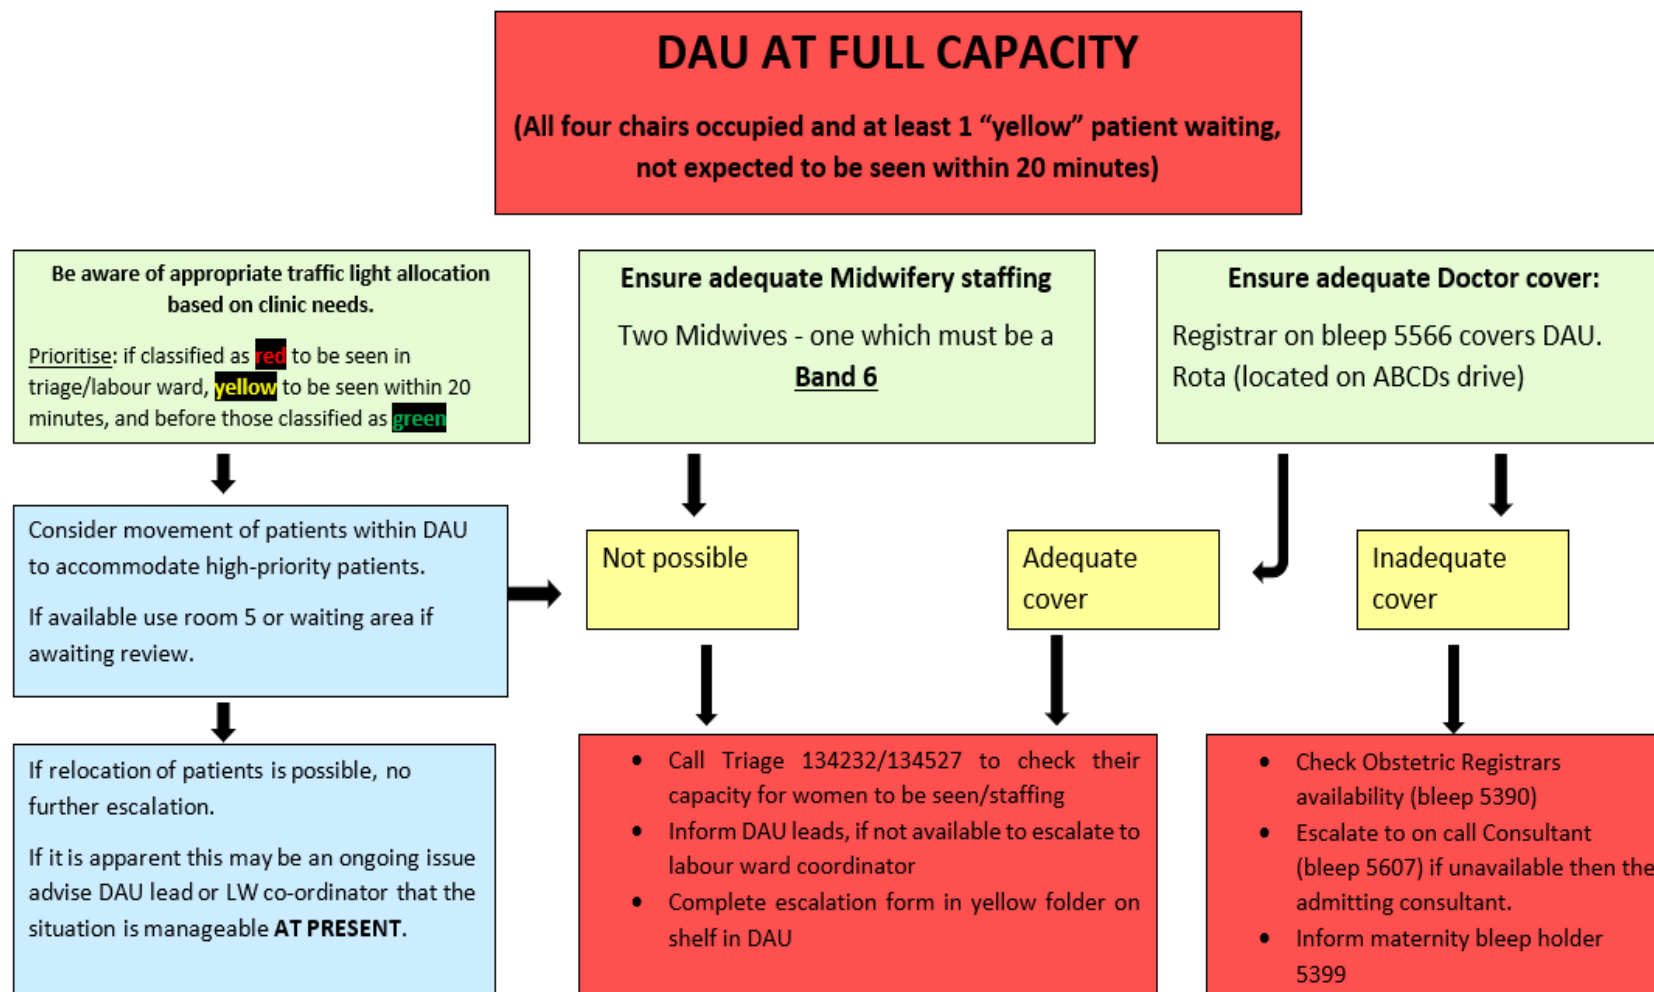 DAU AT FULL CAPACITY
(All four chairs occupied and at least 1 “yellow” patient waiting,
not expected to be seen within 20 minutes)
Be aware of appropriate traffic light allocation
based on clinic needs.
Prioritise: if classified as red to be seen in
triage/labour ward, yellow to be seen within 20
minutes, and before those classified as green
Ensure adequate Midwifery staffing
Two Midwives - one which must be a
Band 6
Ensure adequate Doctor cover:
Registrar on bleep 5566 covers DAU.
Rota (located on ABCDs drive)
Consider movement of patients within DAU
to accommodate high-priority patients.
If available use room 5 or waiting area if
awaiting review.
Not possible
Adequate
cover
Inadequate
cover
If relocation of patients is possible, no
further escalation.
If it is apparent this may be an ongoing issue
advise DAU lead or LW co-ordinator that the
situation is manageable AT PRESENT.
• Call Triage 134232/134527 to check their
capacity for women to be seen/staffing
• Inform DAU leads, if not available to escalate to
labour ward coordinator
• Complete escalation form in yellow folder on
shelf in DAU
• Check Obstetric Registrars
availability (bleep 5390)
• Escalate to on call Consultant
(bleep 5607) if unavailable then the
admitting consultant.
• Inform maternity bleep holder
5399